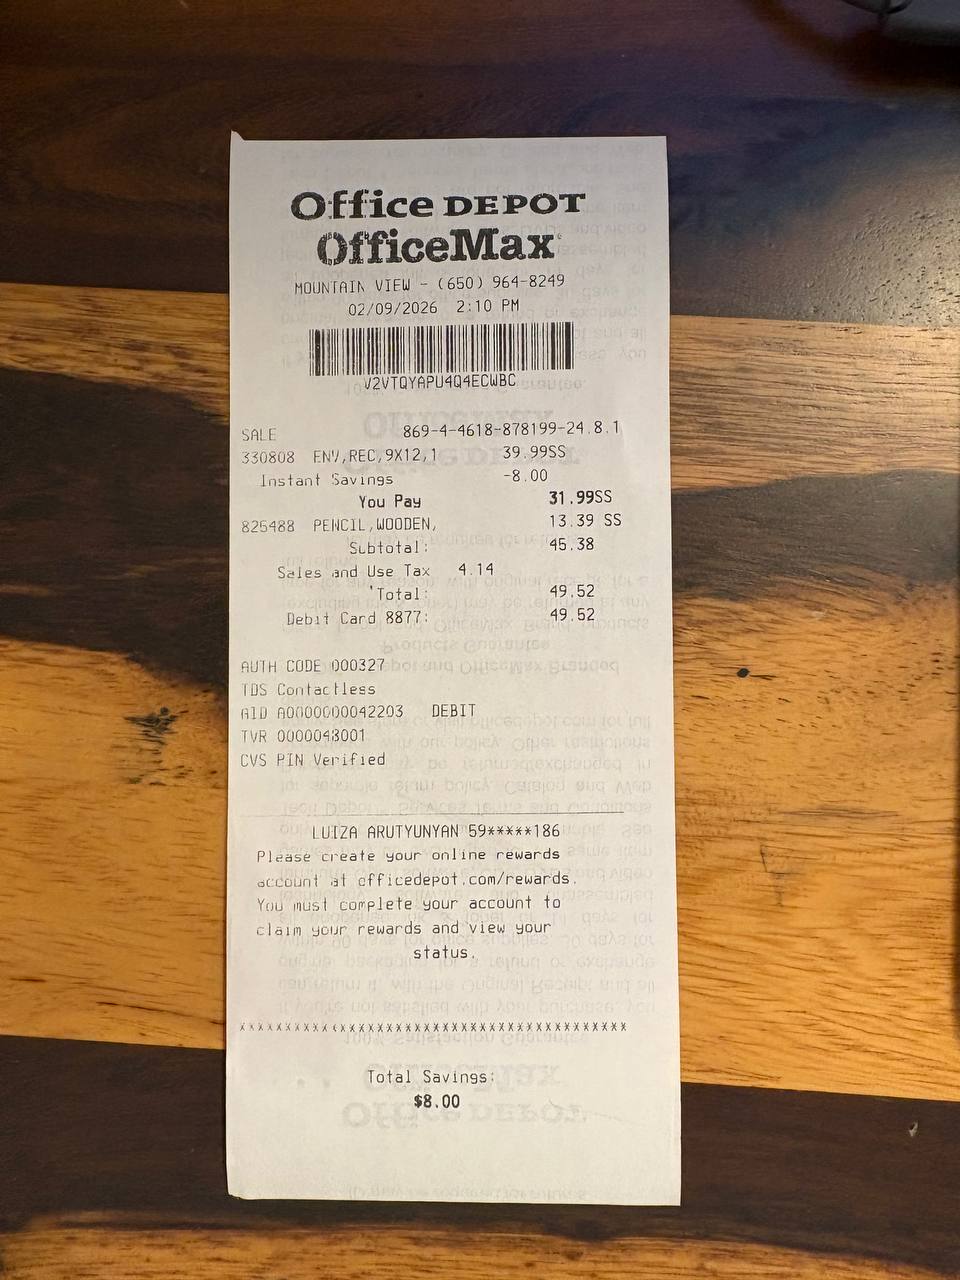 Office DEPOT
OfficeMax
MOUNTAIN VIEW - (650) 964-8249
02/09/2026 2:10 PM
V2VTQYAPU4Q4ECWBC
SALE 869-4-4618-878199-24.8.1
330808 ENV,REC,9X12,1 39.99SS
Instant Savings -8.00
You Pay 31.99SS
825488 PENCIL,WOODEN, 13.39 SS
Subtotal: 45.38
Sales and Use Tax 4.14
Total: 49.52
Debit Card 8877: 49.52
AUTH CODE 000327
TDS Contactless
AID A0000000042203 DEBIT
TVR 0000048001
CVS PIN Verified
LUIZA ARUTYUNYAN 59*****186
Please create your online rewards
account at officedepot.com/rewards.
You must complete your account to
claim your rewards and view your
status.
Total Savings:
$8.00